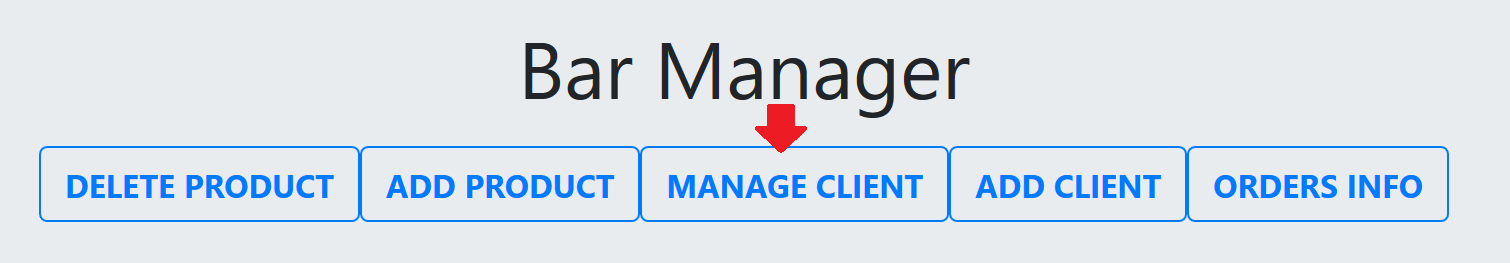 Bar Manager
DELETE PRODUCT ADD PRODUCT MANAGE CLIENT ADD CLIENT ORDERS INFO